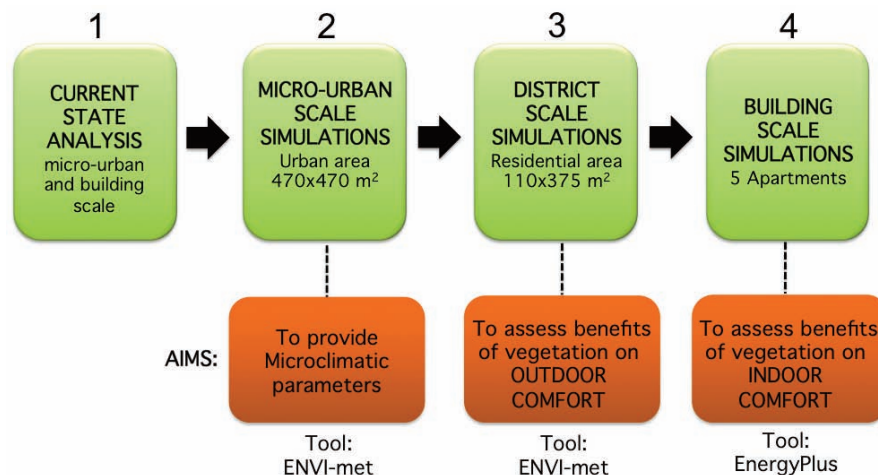 1
CURRENT
STATE
ANALYSIS
micro-urban
and building
scale
2
MICRO-URBAN
SCALE
SIMULATIONS
Urban area
470x470 m²
3
DISTRICT
SCALE
SIMULATIONS
Residential area
110x375 m²
4
BUILDING
SCALE
SIMULATIONS
5 Apartments
AIMS:
To provide
Microclimatic
parameters
Tool:
ENVI-met
To assess benefits
of vegetation on
OUTDOOR
COMFORT
Tool:
ENVI-met
To assess benefits
of vegetation on
INDOOR
COMFORT
Tool:
EnergyPlus